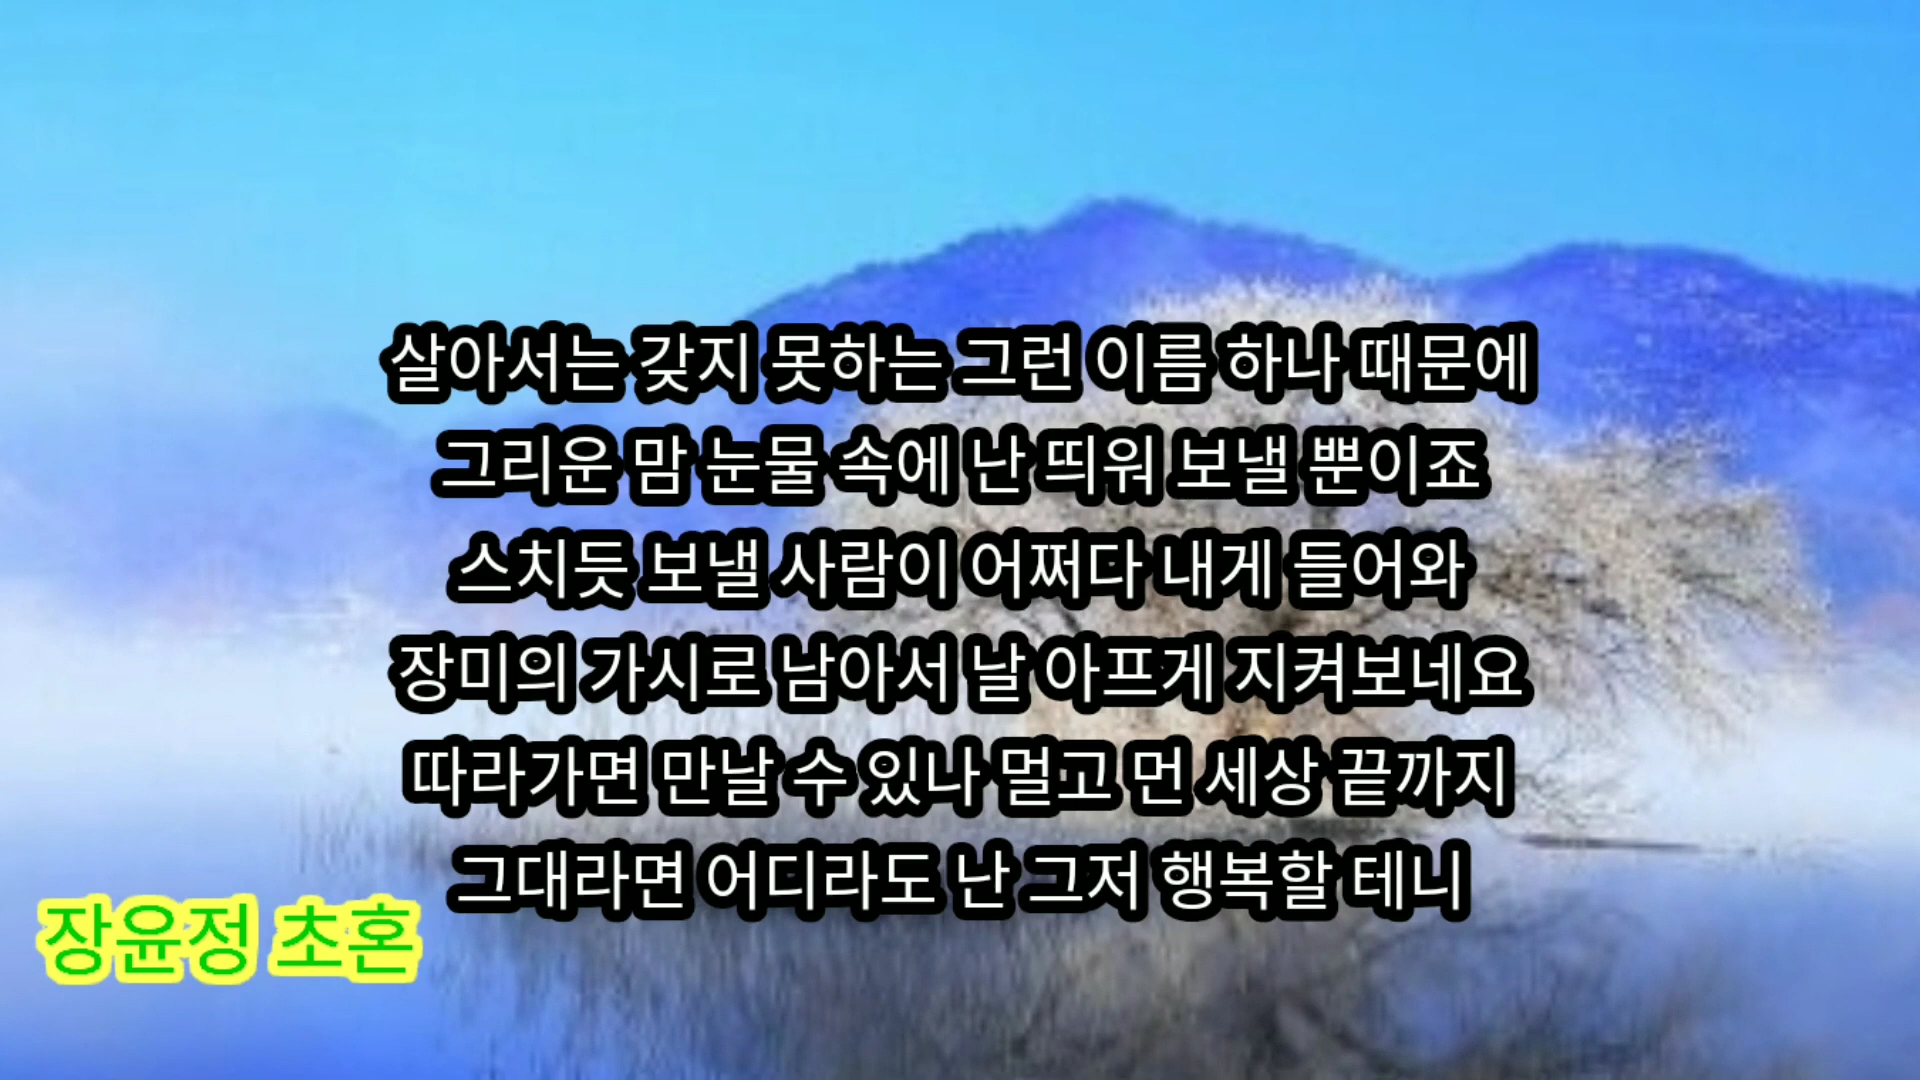 살아서는 갖지 못하는 그런 이름 하나 때문에
그리운 맘 눈물 속에 난 띄워 보낼 뿐이죠
스치듯 보낼 사람이 어쩌다 내게 들어와
장미의 가시로 남아서 날 아프게 지켜보네요
따라가면 만날 수 있나 멀고 먼 세상 끝까지
그대라면 어디라도 난 그저 행복할 테니
장윤정 초혼